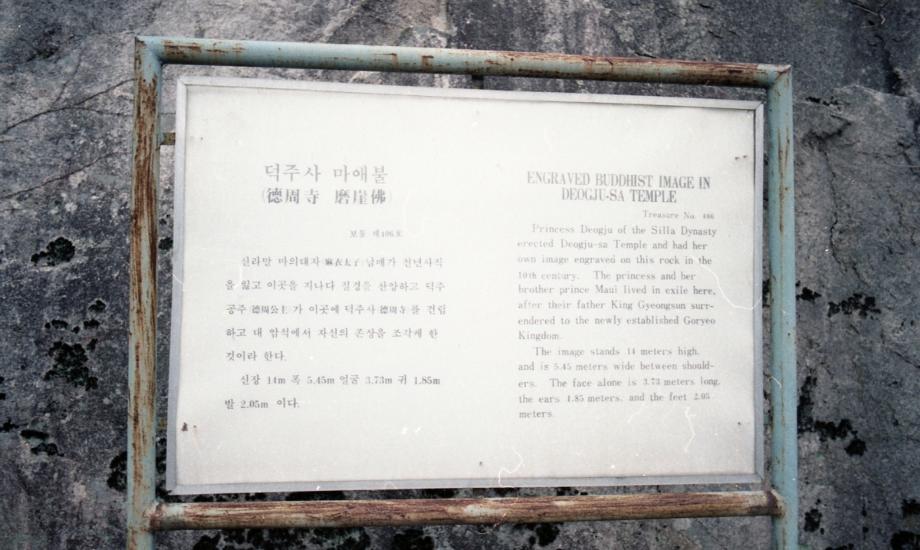 덕주사 마애불
(德周寺 磨崖佛)
보물 제406호
신라말 마의태자(麻衣太子)남매가 천년사직
을 잃고 이곳을 지나다 절경을 찬양하고 덕주
공주(德周公主)가 이곳에 덕주사(德周寺)를 건립
하고 대 암석에서 자신의 존상을 조각케 한
것이라 한다.
신장 14m 폭 5.45m 얼굴 3.73m 귀 1.85m
발 2.05m 이다.
ENGRAVED BUDDHIST IMAGE IN
DEOGJU-SA TEMPLE
Treasure No. 406
Princess Deogju of the Silla Dynasty
erected Deogju-sa Temple and had her
own image engraved on this rock in the
10th century. The princess and her
brother prince Maui lived in exile here,
after their father King Gyeongsun surr-
endered to the newly established Goryeo
Kingdom.
The image stands 14 meters high,
and is 5.45 meters wide between should-
ers. The face alone is 3.73 meters long,
the ears 1.85 meters, and the feet 2.05
meters.